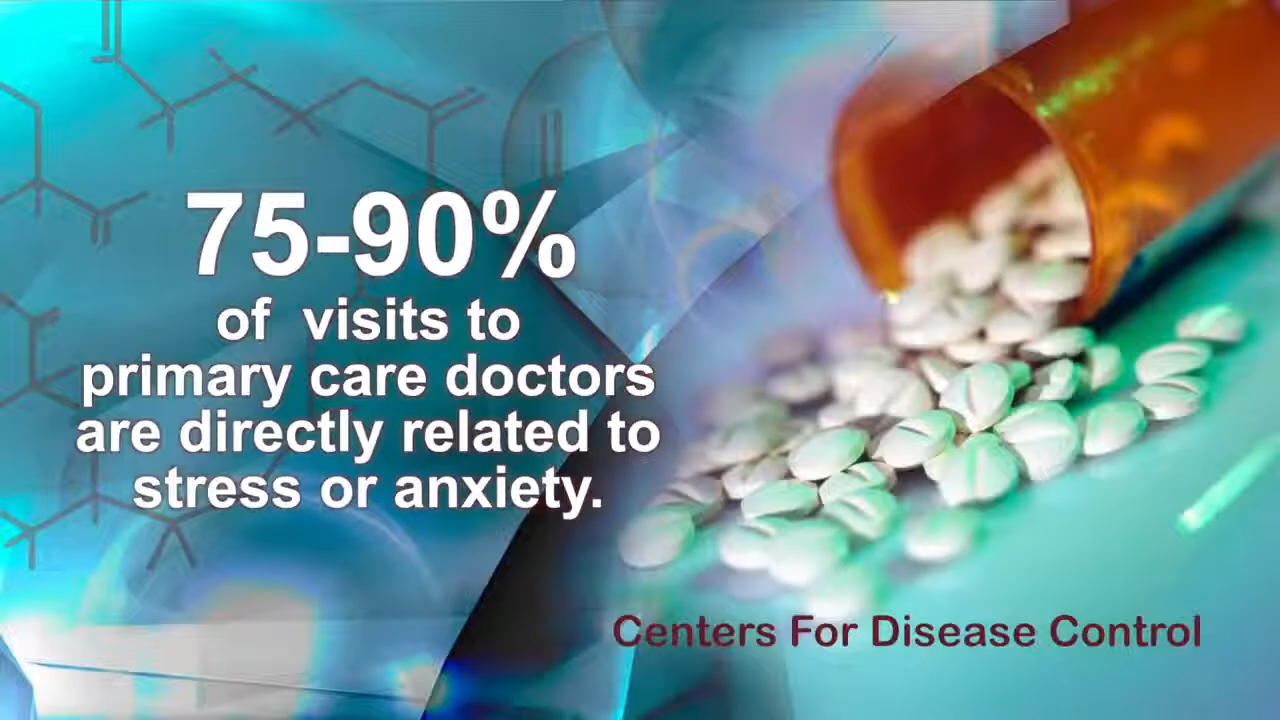 75-90%
of visits to
primary care doctors
are directly related to
stress or anxiety.
Centers For Disease Control